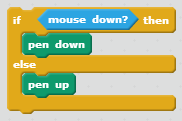 if mouse down? then
pen down
else
pen up